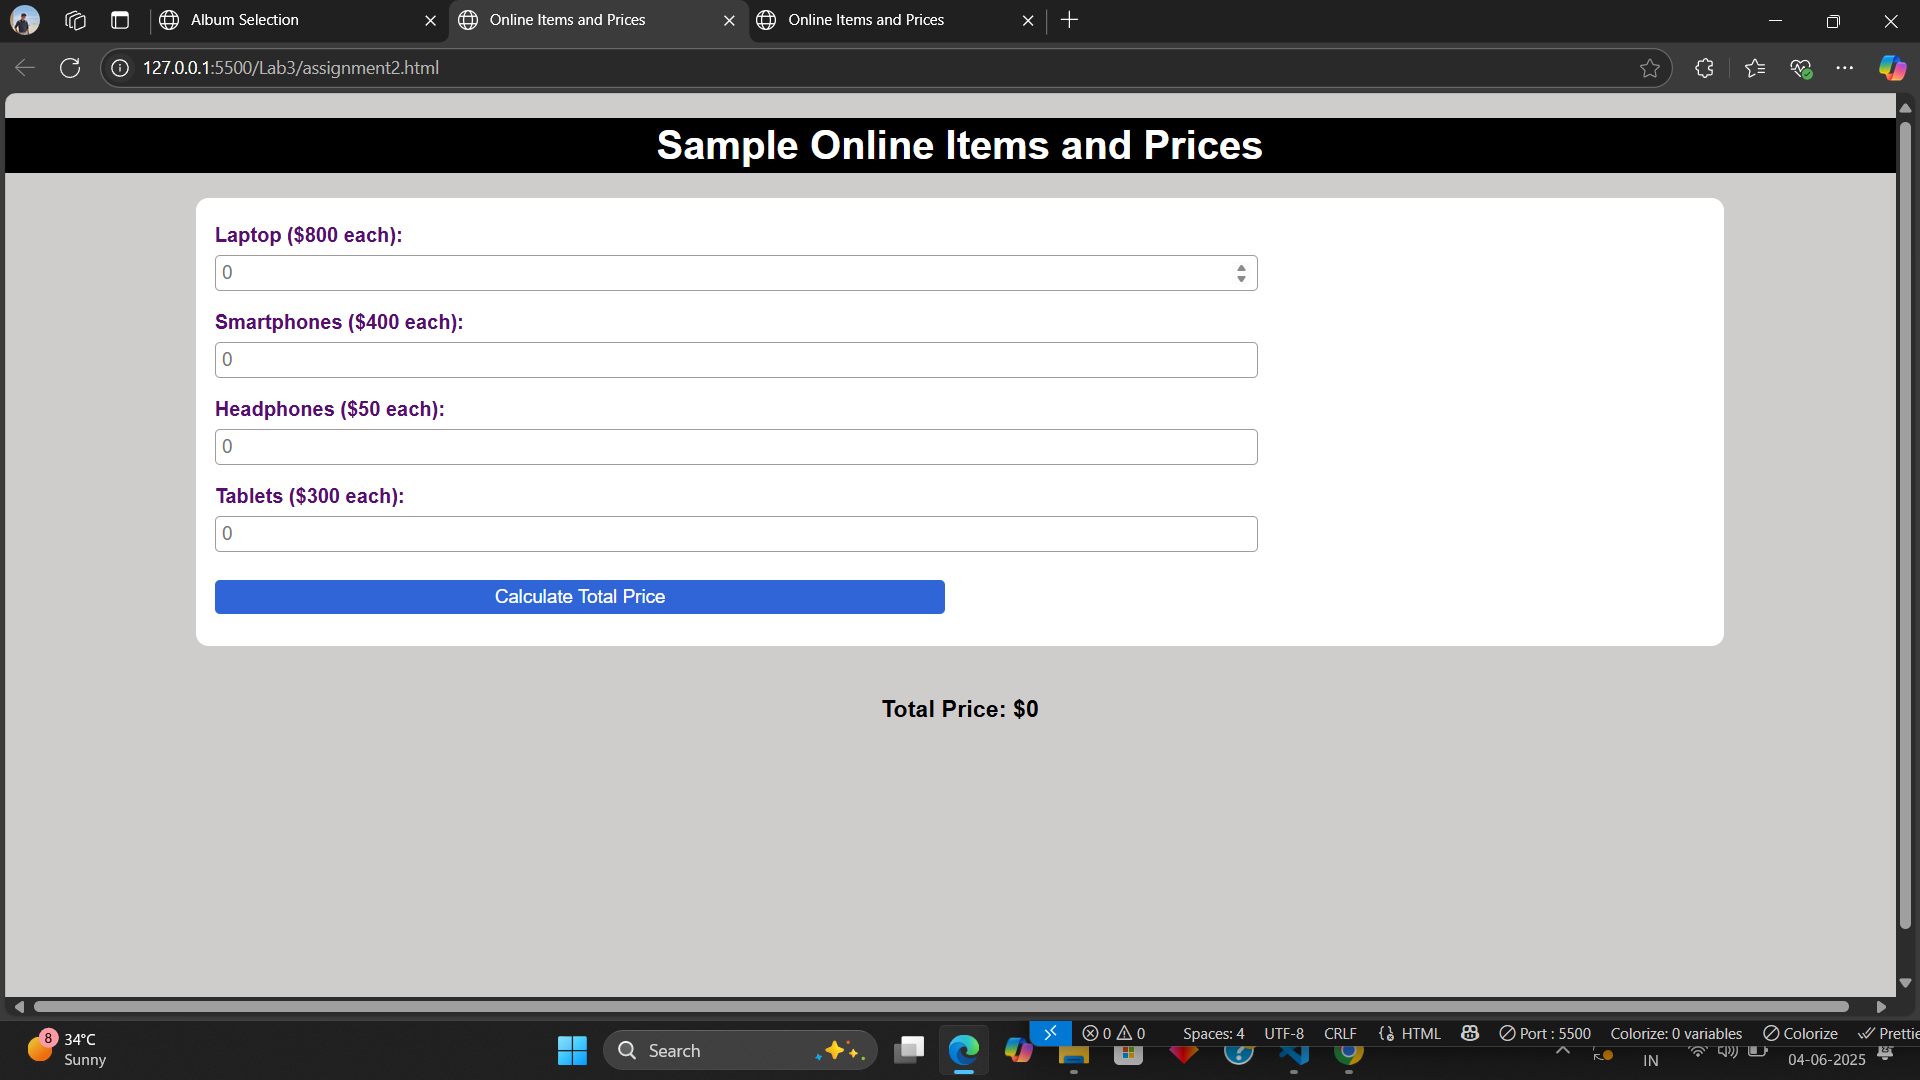 Album Selection
Online Items and Prices
Online Items and Prices
127.0.0.1:5500/Lab3/assignment2.html
Sample Online Items and Prices
Laptop ($800 each):
0
Smartphones ($400 each):
0
Headphones ($50 each):
0
Tablets ($300 each):
0
Calculate Total Price
Total Price: $0
8
34°C
Sunny
Search
0 0
Spaces: 4
UTF-8
CRLF
HTML
Port : 5500
Colorize: 0 variables
Colorize
Prettie
IN
04-06-2025